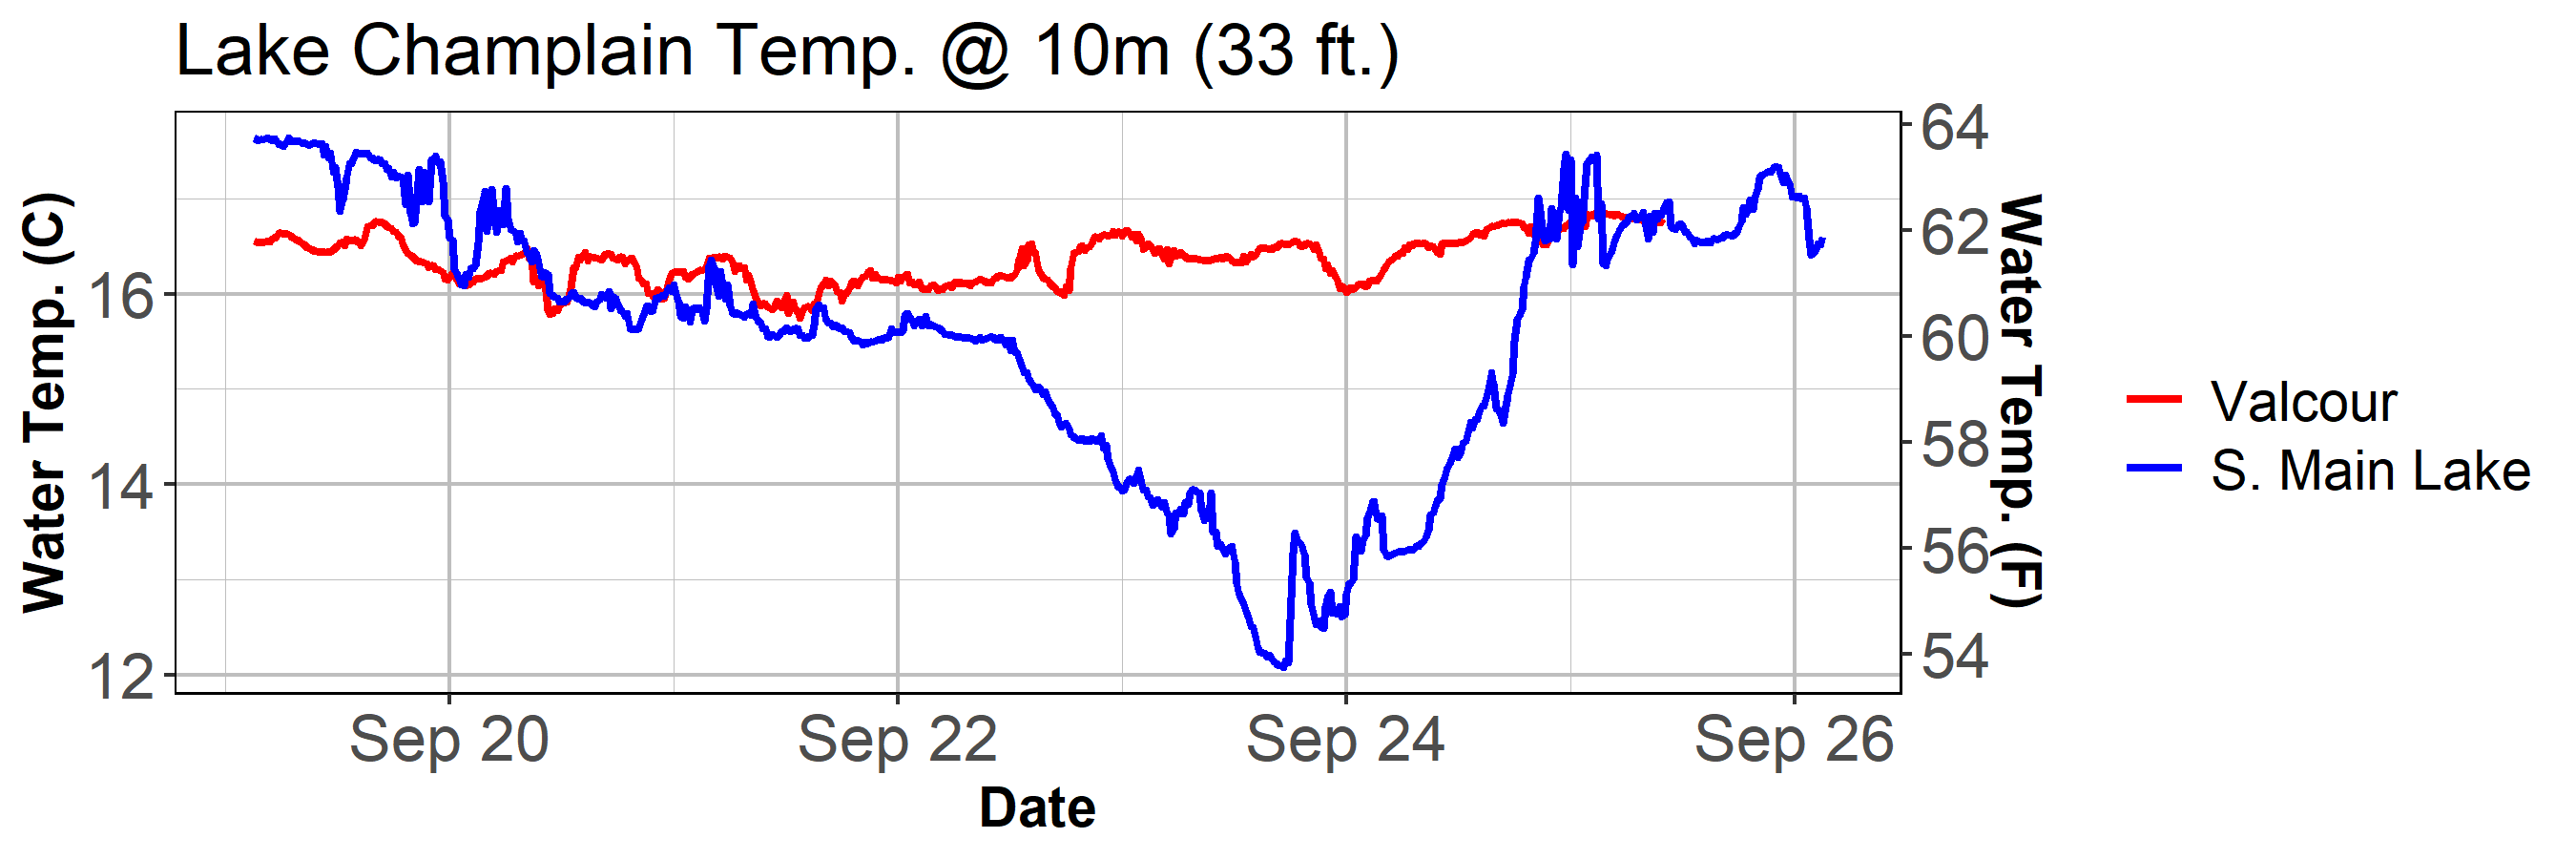 Lake Champlain Temp. @ 10m (33 ft.)
Water Temp. (C)
16
14
12
64
62
60
58
56
54
Water Temp. (F)
Sep 20
Sep 22
Sep 24
Sep 26
Date
Valcour
S. Main Lake